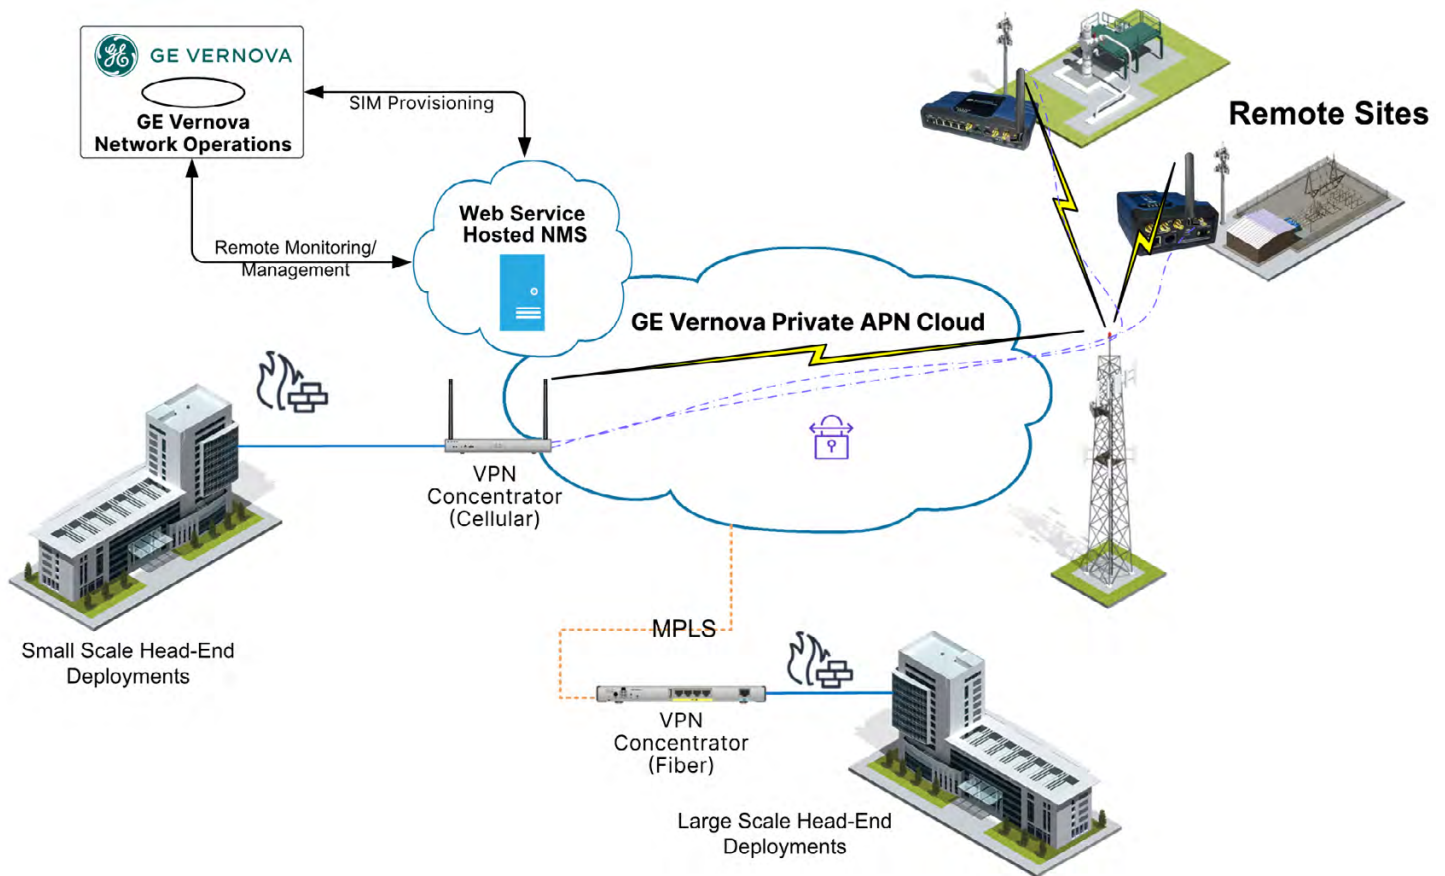 GE VERNOVA
GE Vernova
Network Operations
SIM Provisioning
Remote Sites
Web Service
Hosted NMS
Remote Monitoring/
Management
GE Vernova Private APN Cloud
VPN
Concentrator
(Cellular)
Small Scale Head-End
Deployments
MPLS
VPN
Concentrator
(Fiber)
Large Scale Head-End
Deployments